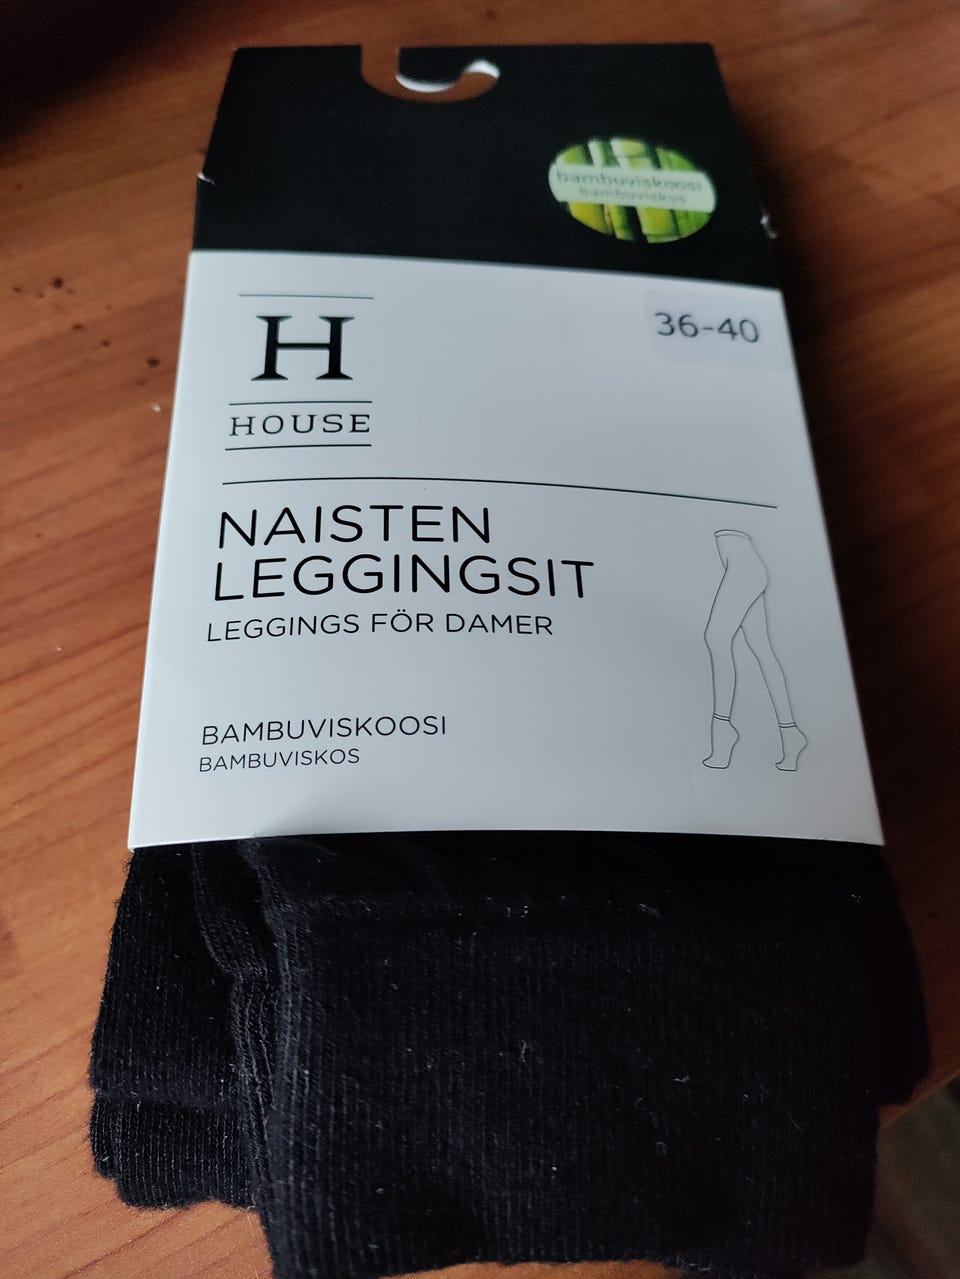 bambuviskoosi
bambuviskos
36-40
H
HOUSE
NAISTEN
LEGGINGSIT
LEGGINGS FÖR DAMER
BAMBUVISKOOSI
BAMBUVISKOS